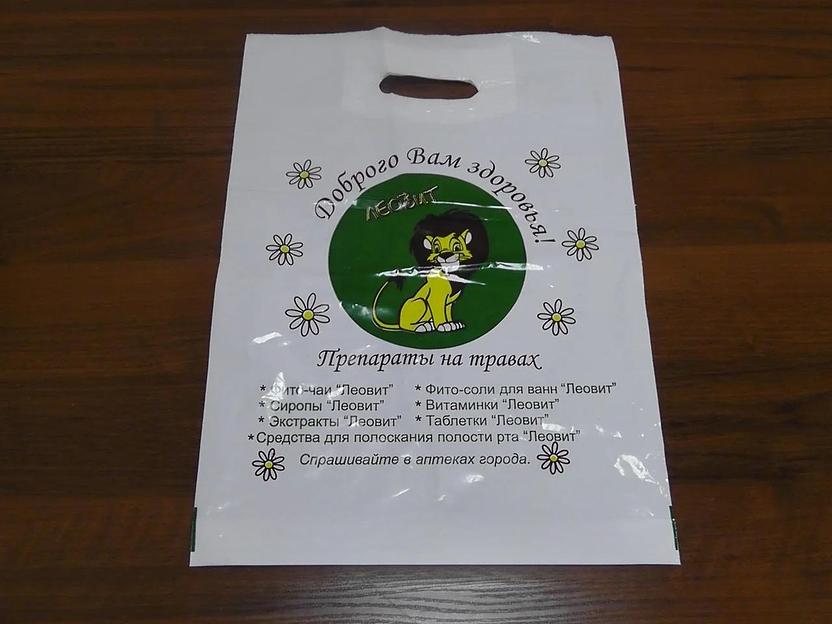 Доброго Вам здоровья!
ЛЕОВИТ
Препараты на травах
* Фито-чаи "Леовит" * Фито-соли для ванн "Леовит"
* Сиропы "Леовит" * Витаминки "Леовит"
* Экстракты "Леовит" * Таблетки "Леовит"
* Средства для полоскания полости рта "Леовит"
Спрашивайте в аптеках города.